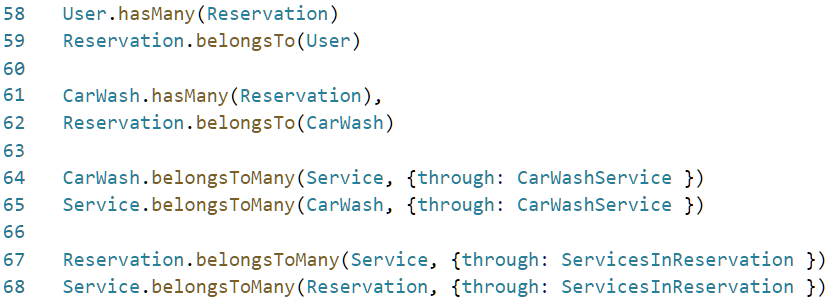 58 User.hasMany(Reservation)
59 Reservation.belongsTo(User)
60
61 CarWash.hasMany(Reservation),
62 Reservation.belongsTo(CarWash)
63
64 CarWash.belongsToMany(Service, {through: CarWashService })
65 Service.belongsToMany(CarWash, {through: CarWashService })
66
67 Reservation.belongsToMany(Service, {through: ServicesInReservation })
68 Service.belongsToMany(Reservation, {through: ServicesInReservation })